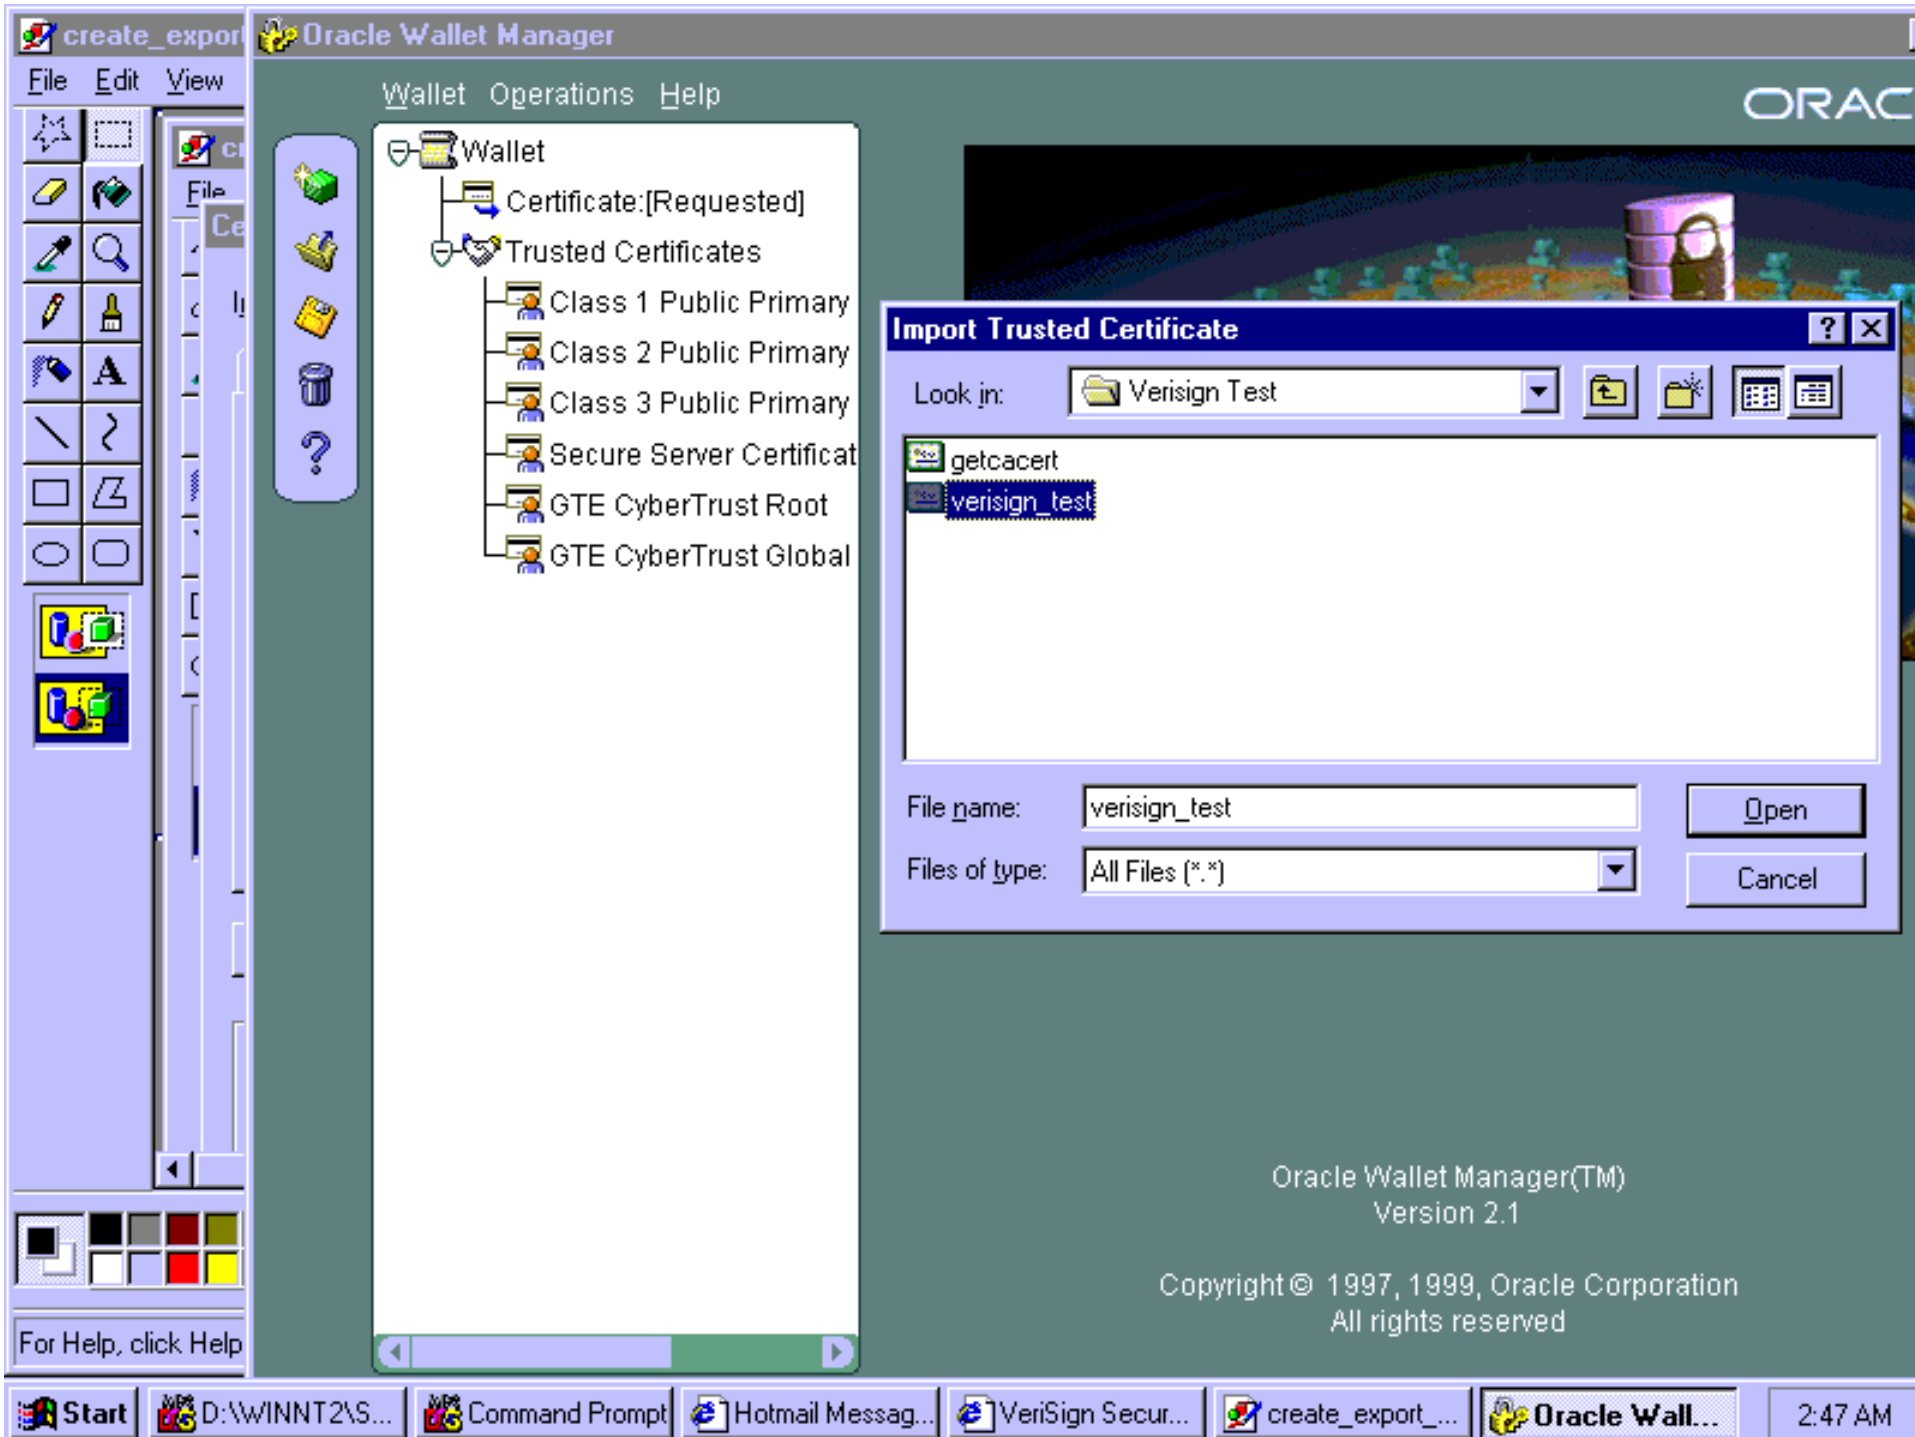 create_expor
File Edit View
File
Oracle Wallet Manager
Wallet Operations Help
ORAC
Wallet
Certificate:[Requested]
Trusted Certificates
Class 1 Public Primary
Class 2 Public Primary
Class 3 Public Primary
Secure Server Certificat
GTE CyberTrust Root
GTE CyberTrust Global
Import Trusted Certificate
Look in: Verisign Test
getcacert
verisign_test
File name: verisign_test
Open
Files of type: All Files (*.*)
Cancel
Oracle Wallet Manager(TM)
Version 2.1
Copyright © 1997, 1999, Oracle Corporation
All rights reserved
For Help, click Help
Start D:\WINNT2\S... Command Prompt Hotmail Messag... VeriSign Secur... create_export_... Oracle Wall... 2:47 AM